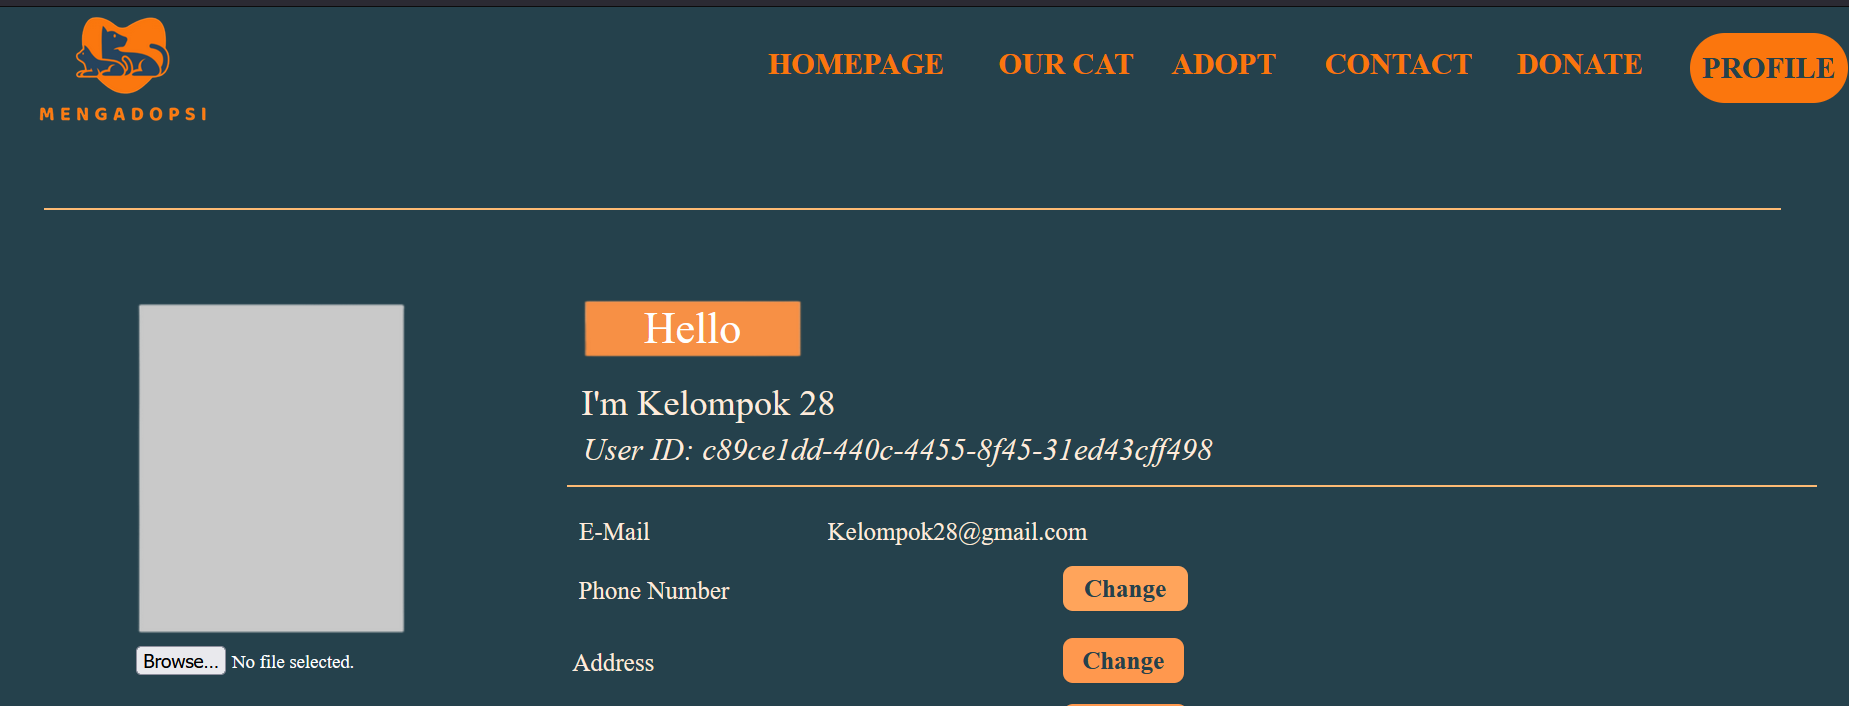 MENGADOPSI
HOMEPAGE OUR CAT ADOPT CONTACT DONATE PROFILE
Hello
I'm Kelompok 28
User ID: c89ce1dd-440c-4455-8f45-31ed43cff498
E-Mail Kelompok28@gmail.com
Phone Number Change
Address Change
Browse... No file selected.